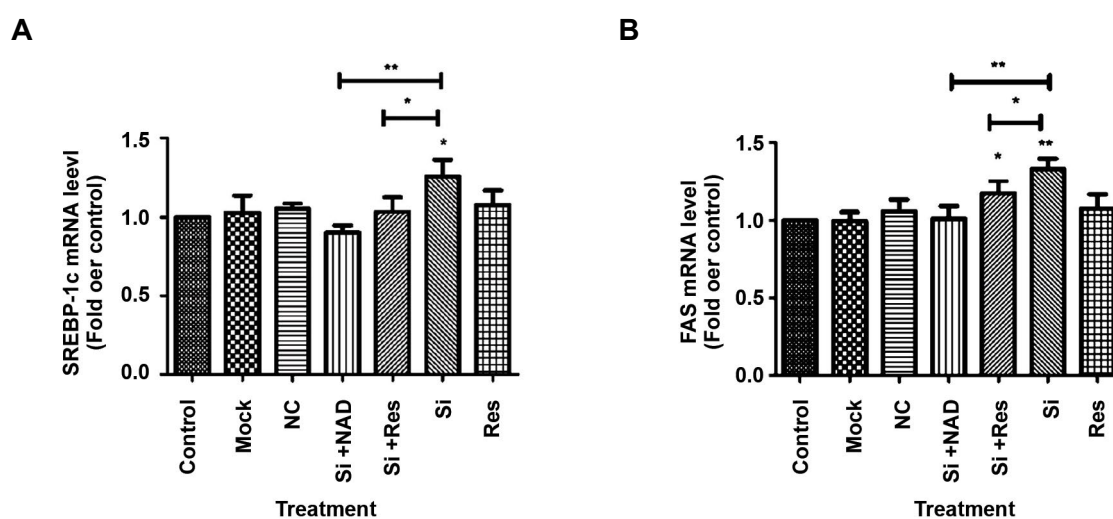 A
SREBP-1c mRNA leevl
(Fold oer control)
1.5
1.0
0.5
0.0
**
*
*
Control
Mock
NC
Si +NAD
Si +Res
Si
Res
Treatment
B
FAS mRNA level
(Fold oer control)
1.5
1.0
0.5
0.0
**
*
*
**
Control
Mock
NC
Si +NAD
Si +Res
Si
Res
Treatment